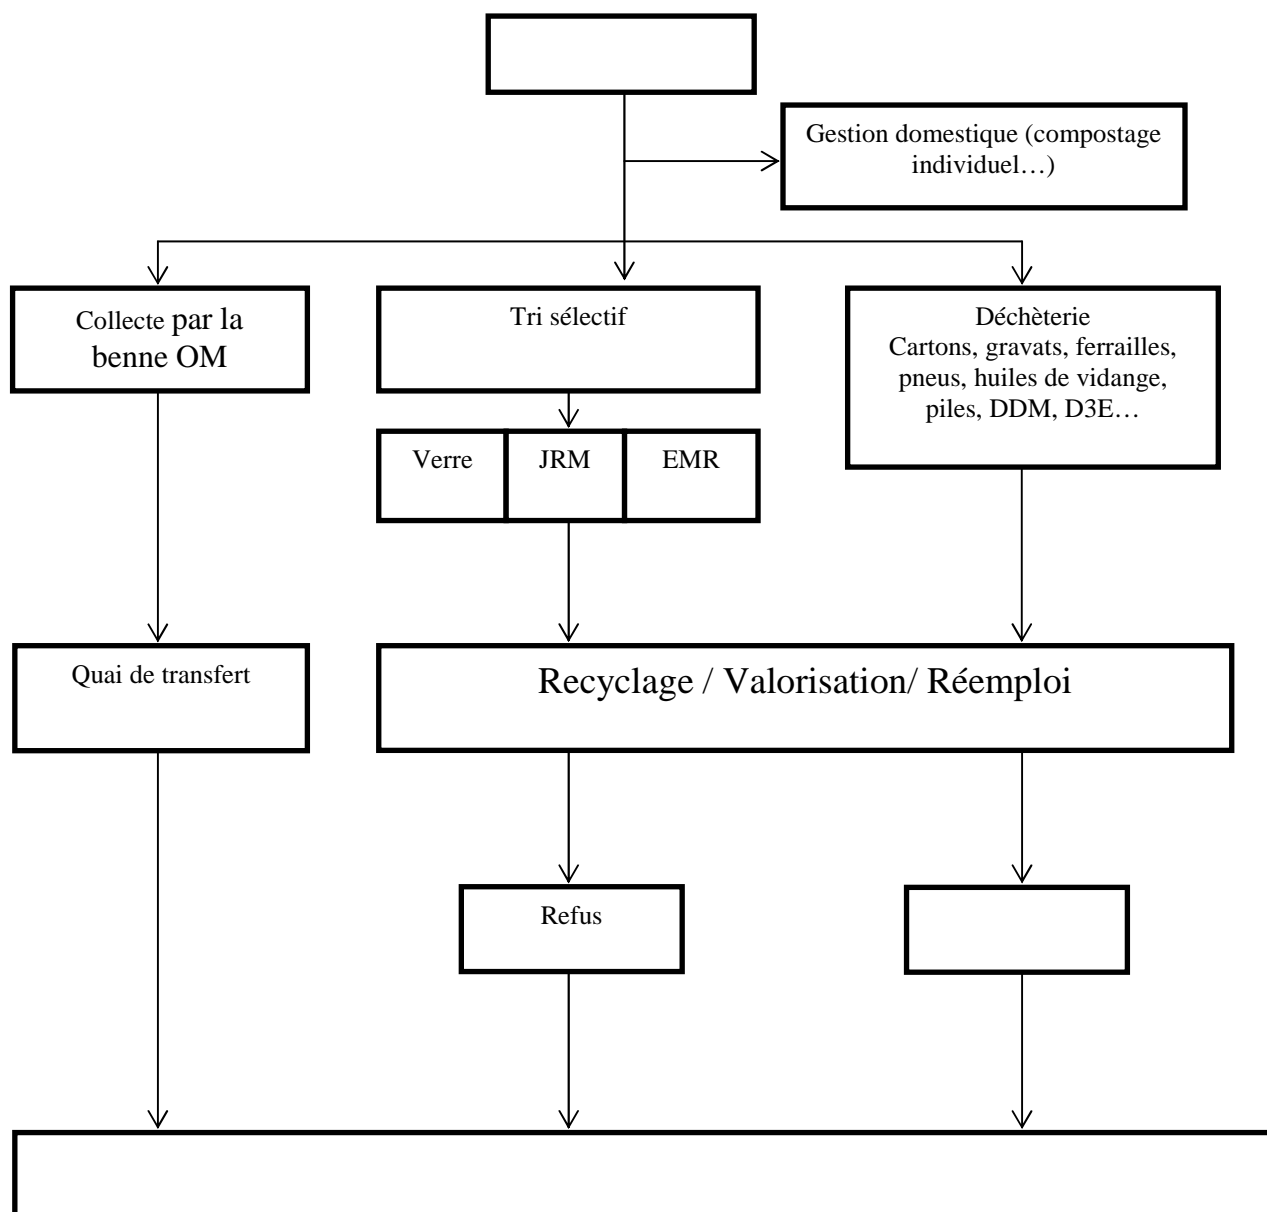 Gestion domestique (compostage
individuel…)
Collecte par la
benne OM
Tri sélectif
Déchèterie
Cartons, gravats, ferrailles,
pneus, huiles de vidange,
piles, DDM, D3E…
Verre
JRM
EMR
Quai de transfert
Recyclage / Valorisation/ Réemploi
Refus